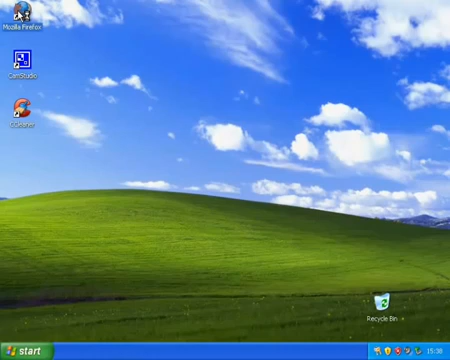 Mozilla Firefox
CamStudio
CCleaner
Recycle Bin
start
15:38